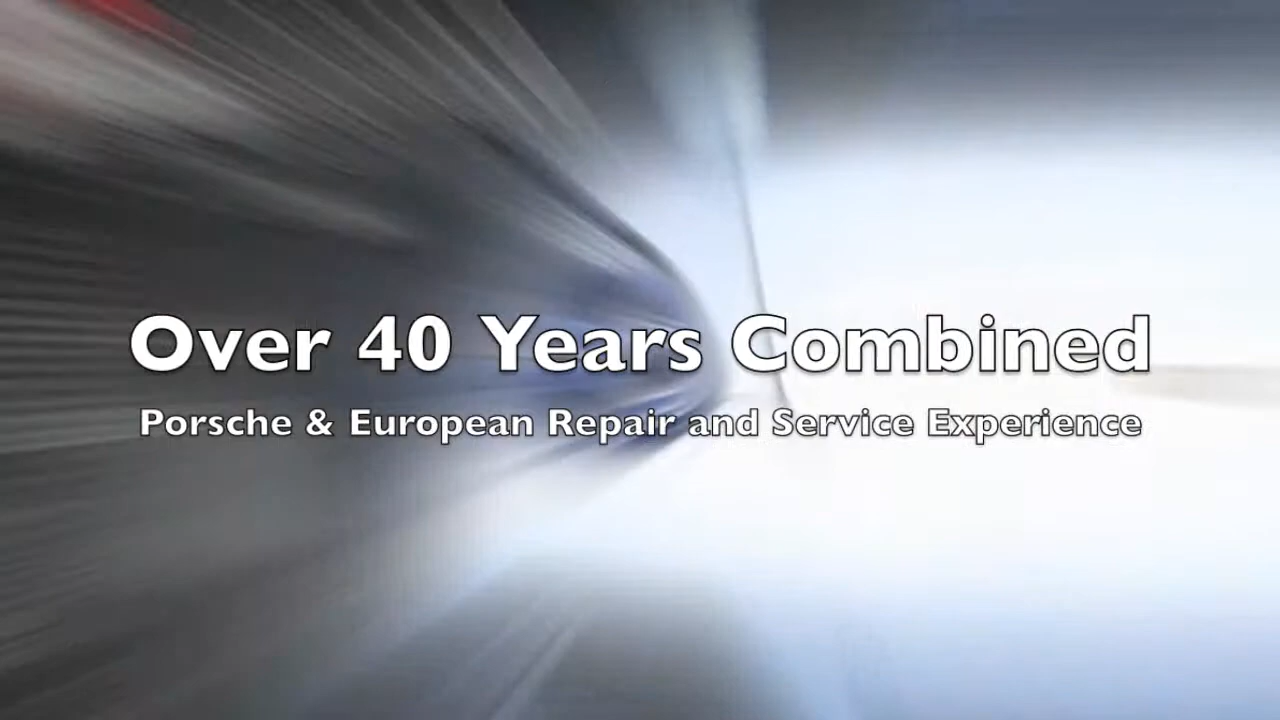 Over 40 Years Combined
Porsche & European Repair and Service Experience